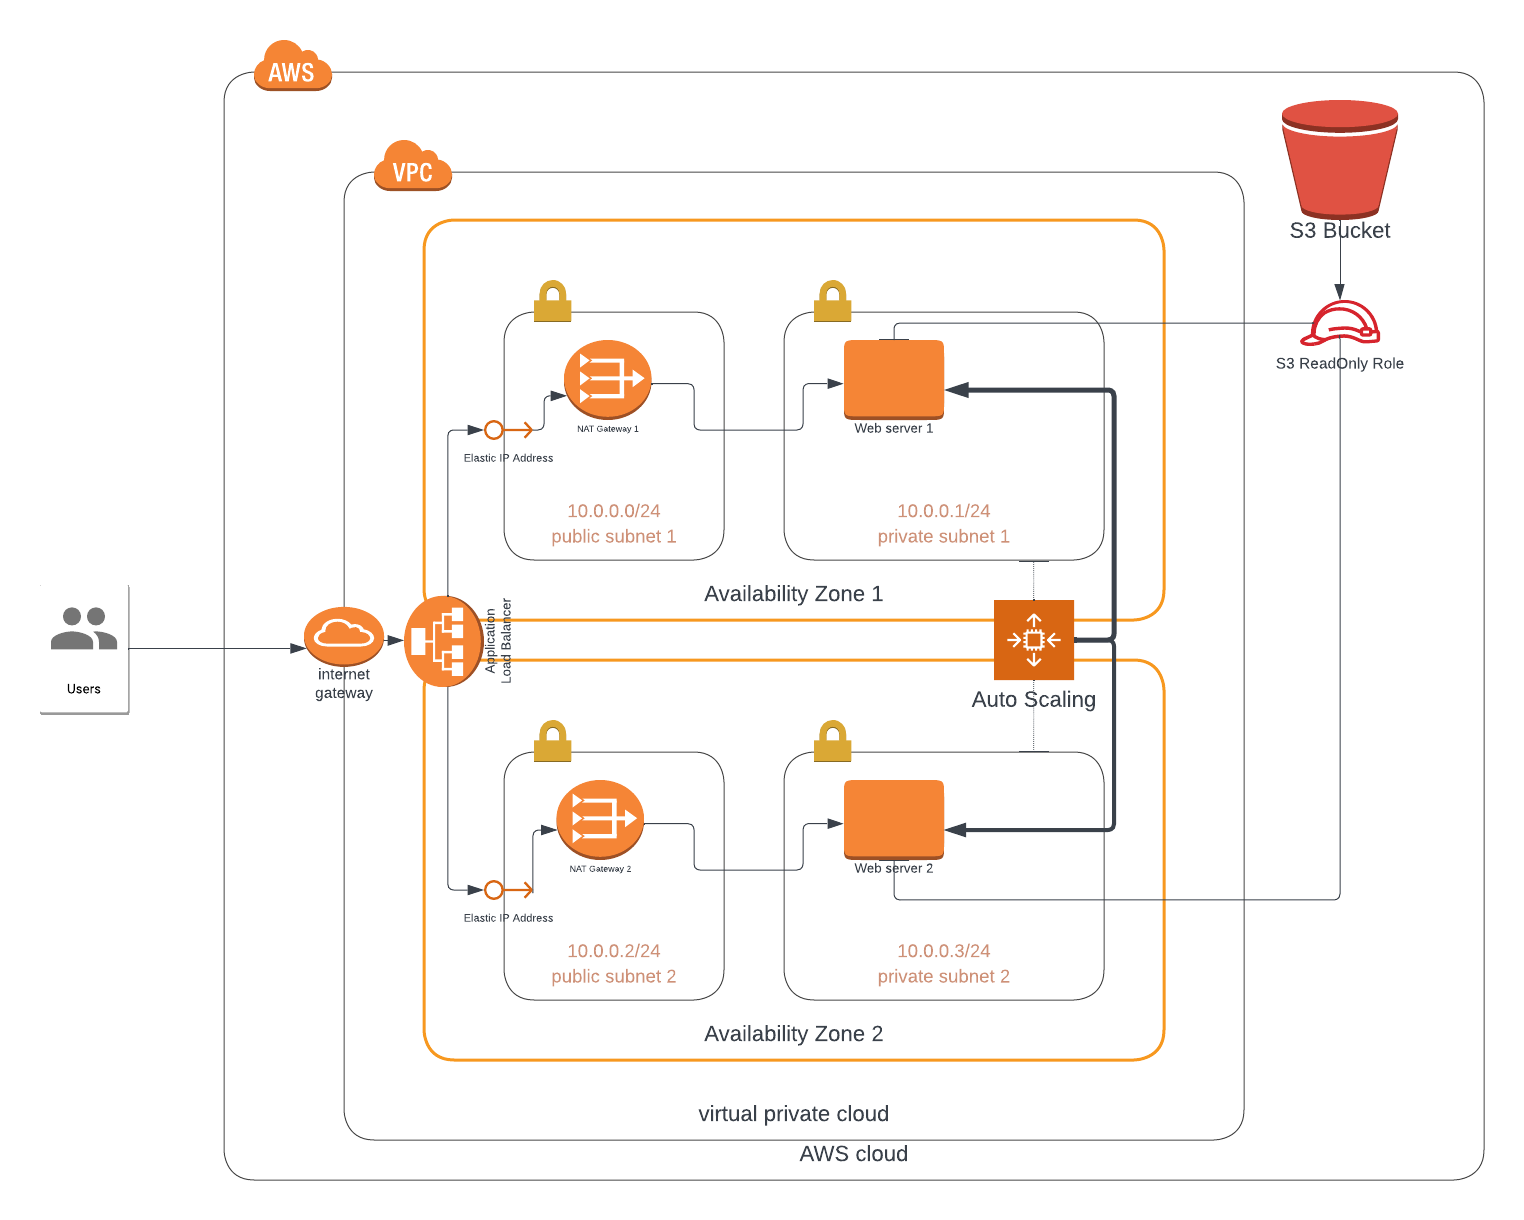 AWS
VPC
S3 Bucket
S3 ReadOnly Role
NAT Gateway 1
Web server 1
Elastic IP Address
10.0.0.0/24
public subnet 1
10.0.0.1/24
private subnet 1
Availability Zone 1
Users
internet
gateway
Application
Load Balancer
Auto Scaling
NAT Gateway 2
Web server 2
Elastic IP Address
10.0.0.2/24
public subnet 2
10.0.0.3/24
private subnet 2
Availability Zone 2
virtual private cloud
AWS cloud